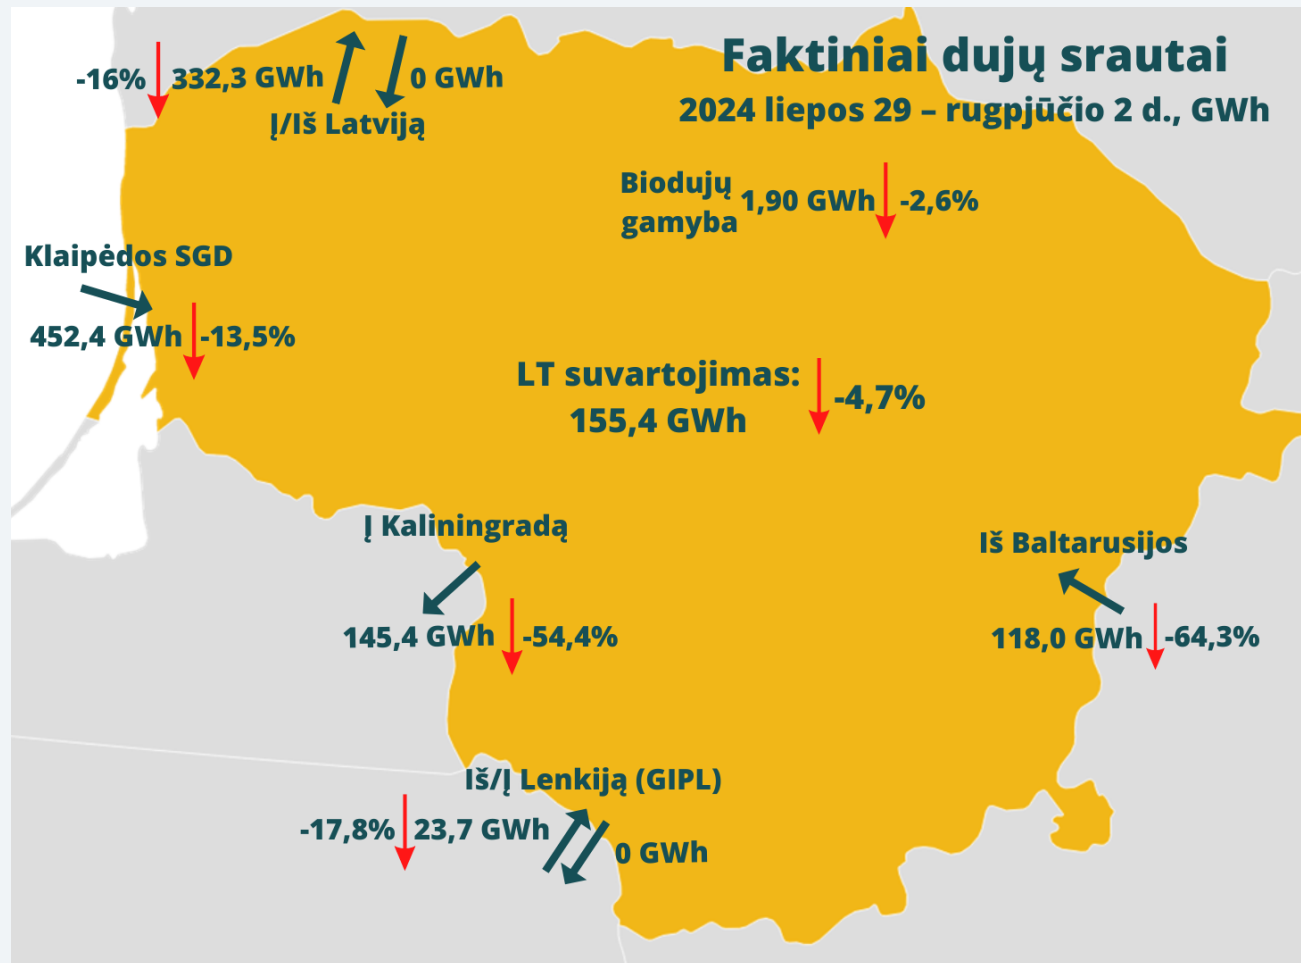 Faktiniai dujų srautai
2024 liepos 29 – rugpjūčio 2 d., GWh
-16% 332,3 GWh 0 GWh
Į/Iš Latviją
Biodujų
gamyba
1,90 GWh -2,6%
Klaipėdos SGD
452,4 GWh -13,5%
LT suvartojimas:
155,4 GWh
-4,7%
Į Kaliningradą
145,4 GWh -54,4%
Iš Baltarusijos
118,0 GWh -64,3%
Iš/Į Lenkiją (GIPL)
-17,8% 23,7 GWh
0 GWh